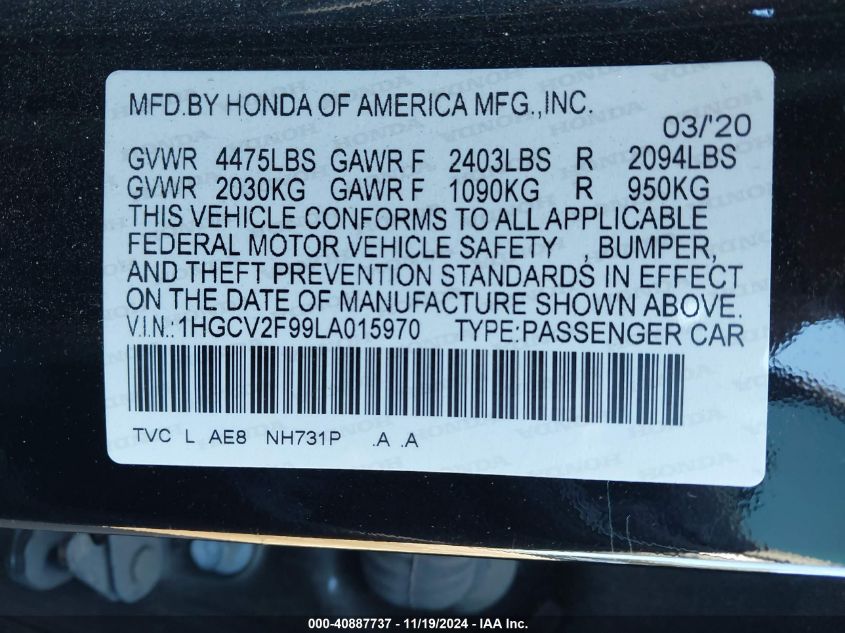 MFD.BY HONDA OF AMERICA MFG.,INC.
03/'20
GVWR 4475LBS GAWR F 2403LBS R 2094LBS
GVWR 2030KG GAWR F 1090KG R 950KG
THIS VEHICLE CONFORMS TO ALL APPLICABLE
FEDERAL MOTOR VEHICLE SAFETY , BUMPER,
AND THEFT PREVENTION STANDARDS IN EFFECT
ON THE DATE OF MANUFACTURE SHOWN ABOVE.
V.I.N.:1HGCV2F99LA015970 TYPE:PASSENGER CAR
TVC L AE8 NH731P .A .A
000-40887737 - 11/19/2024 - IAA Inc.